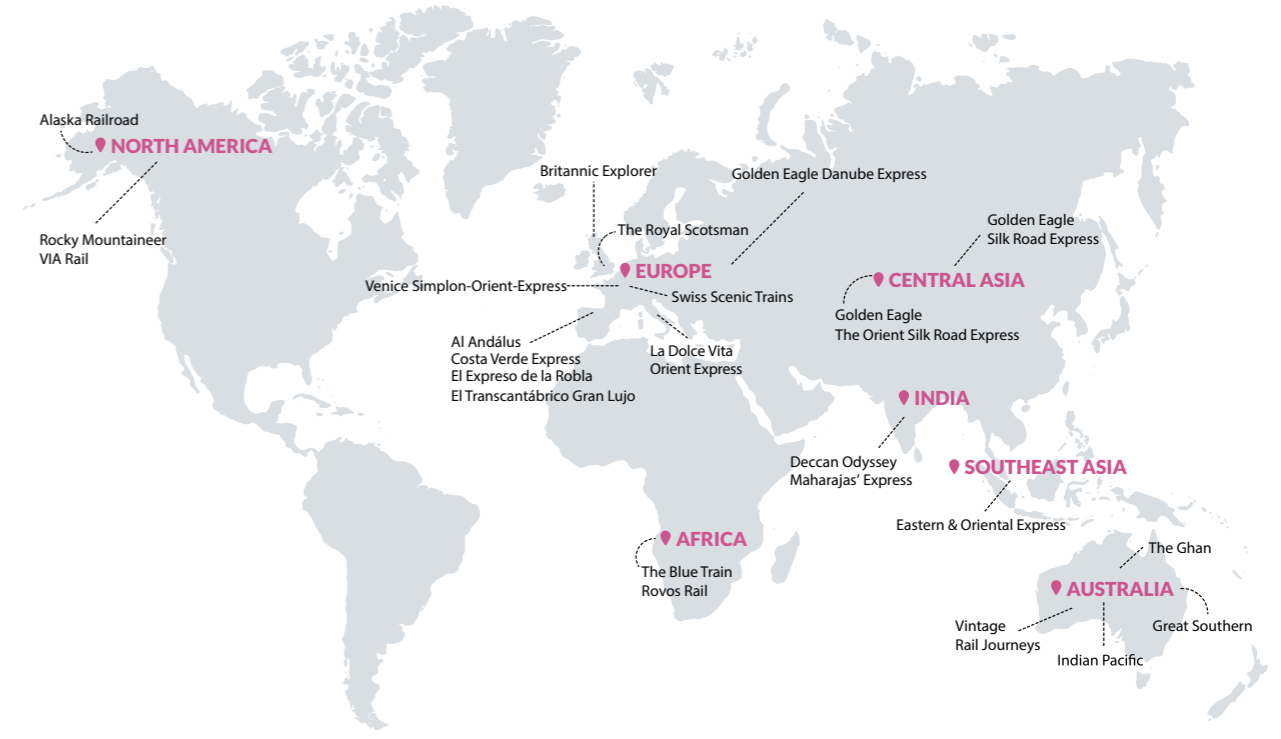 Alaska Railroad
NORTH AMERICA
Rocky Mountaineer
VIA Rail
Britannic Explorer
Golden Eagle Danube Express
The Royal Scotsman
EUROPE
Venice Simplon-Orient-Express
Swiss Scenic Trains
Al Andálus
Costa Verde Express
El Expreso de la Robla
El Transcantábrico Gran Lujo
La Dolce Vita
Orient Express
Golden Eagle
Silk Road Express
CENTRAL ASIA
Golden Eagle
The Orient Silk Road Express
INDIA
Deccan Odyssey
Maharajas’ Express
SOUTHEAST ASIA
Eastern & Oriental Express
AFRICA
The Blue Train
Rovos Rail
The Ghan
AUSTRALIA
Vintage
Rail Journeys
Great Southern
Indian Pacific